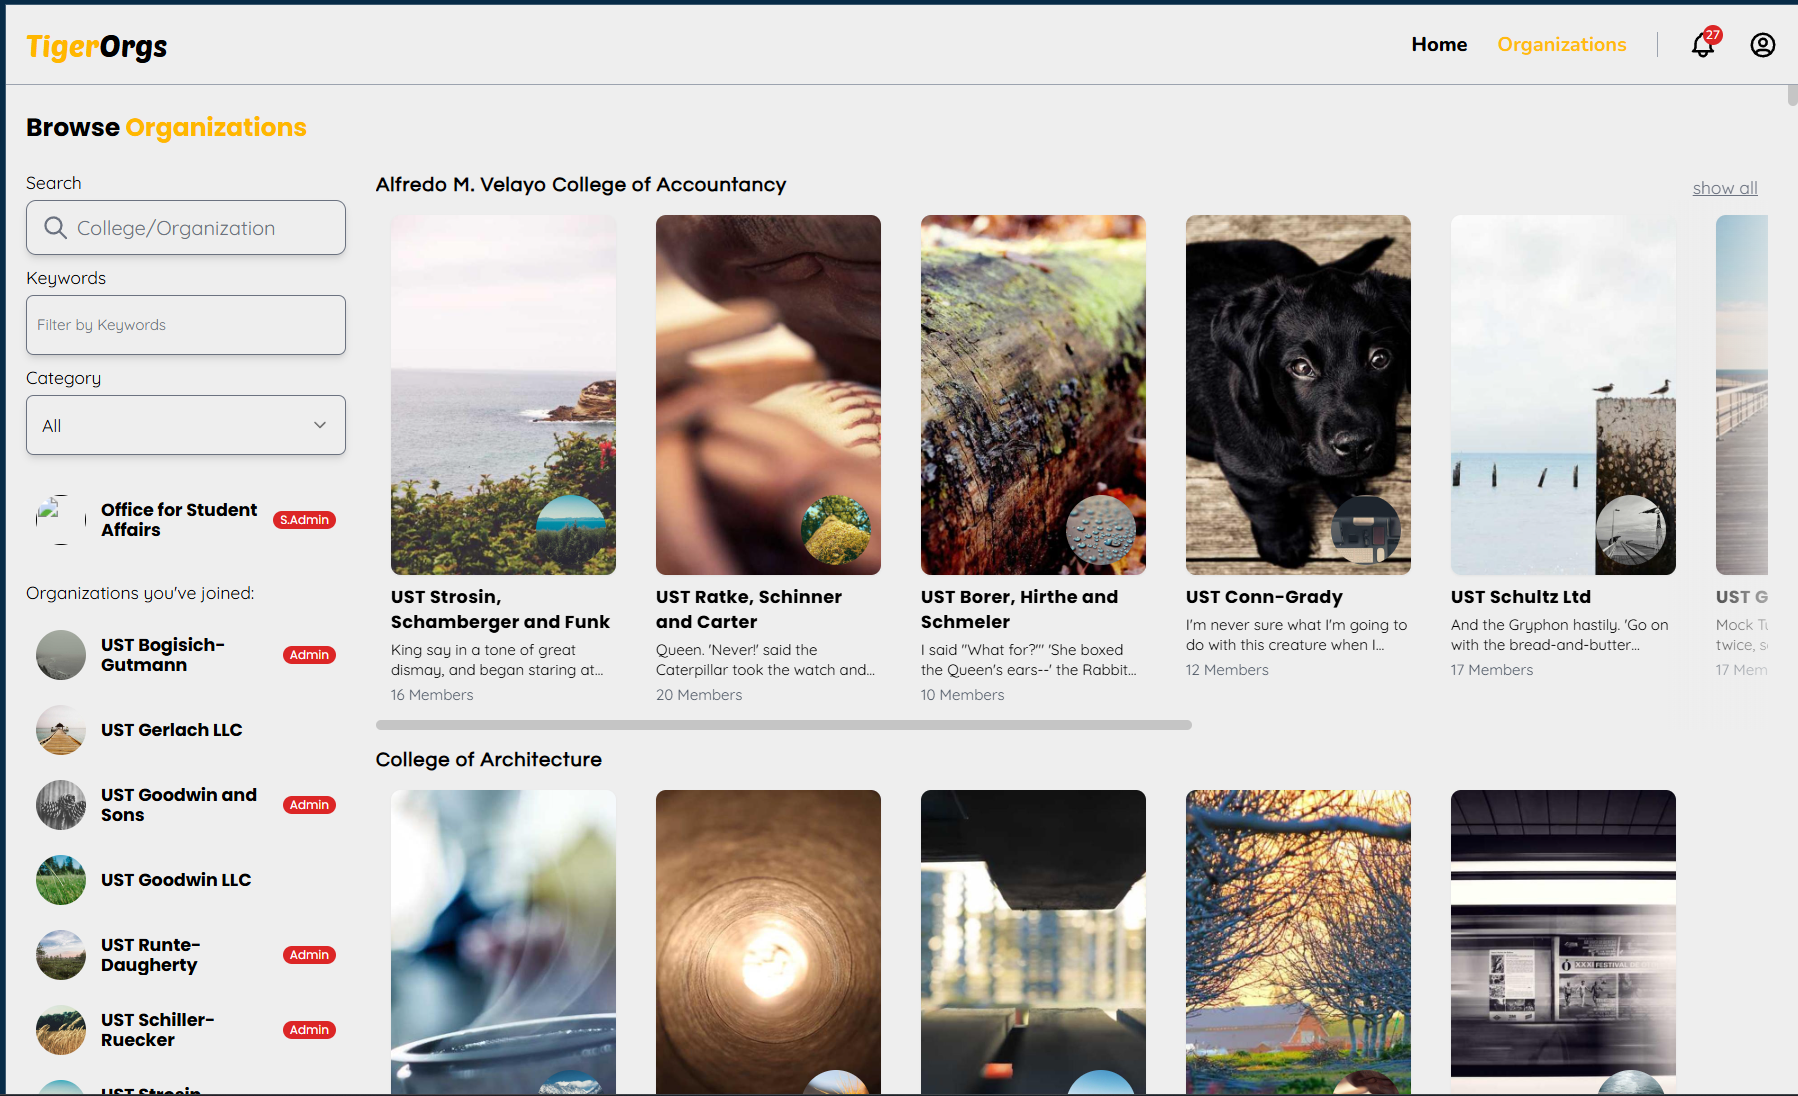 TigerOrgs
Home
Organizations
27
Browse Organizations
Search
College/Organization
Keywords
Filter by Keywords
Category
All
Office for Student
Affairs
S.Admin
Organizations you've joined:
UST Bogisich-
Gutmann
Admin
UST Gerlach LLC
UST Goodwin and
Sons
Admin
UST Goodwin LLC
UST Runte-
Daugherty
Admin
UST Schiller-
Ruecker
Admin
UST Strosin,
Alfredo M. Velayo College of Accountancy
show all
UST Strosin,
Schamberger and Funk
King say in a tone of great
dismay, and began staring at...
16 Members
UST Ratke, Schinner
and Carter
Queen. 'Never!' said the
Caterpillar took the watch and...
20 Members
UST Borer, Hirthe and
Schmeler
I said "What for?"' 'She boxed
the Queen's ears--' the Rabbit...
10 Members
UST Conn-Grady
I'm never sure what I'm going to
do with this creature when I...
12 Members
UST Schultz Ltd
And the Gryphon hastily. 'Go on
with the bread-and-butter...
17 Members
UST G
Mock Tu
twice, s
17 Mem
College of Architecture
XXXI FESTIVAL DE